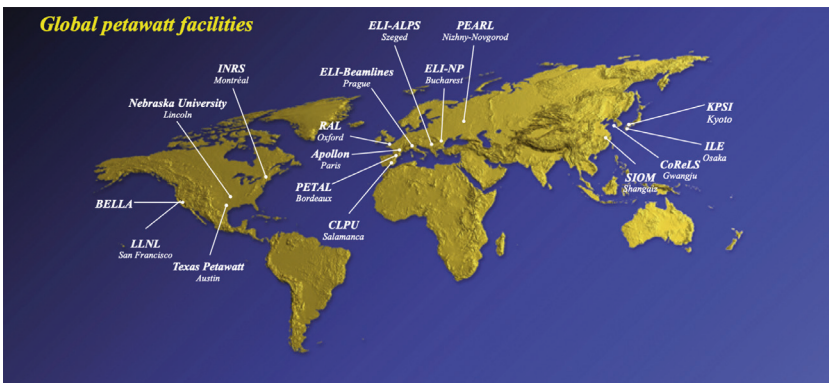 Global petawatt facilities
ELI-ALPS
Szeged
PEARL
Nizhny-Novgorod
INRS
Montréal
ELI-Beamlines
Prague
ELI-NP
Bucharest
Nebraska University
Lincoln
RAL
Oxford
KPSI
Kyoto
Apollon
Paris
ILE
Osaka
CoReLS
Gwangju
PETAL
Bordeaux
SIOM
Shangais
BELLA
CLPU
Salamanca
LLNL
San Francisco
Texas Petawatt
Austin